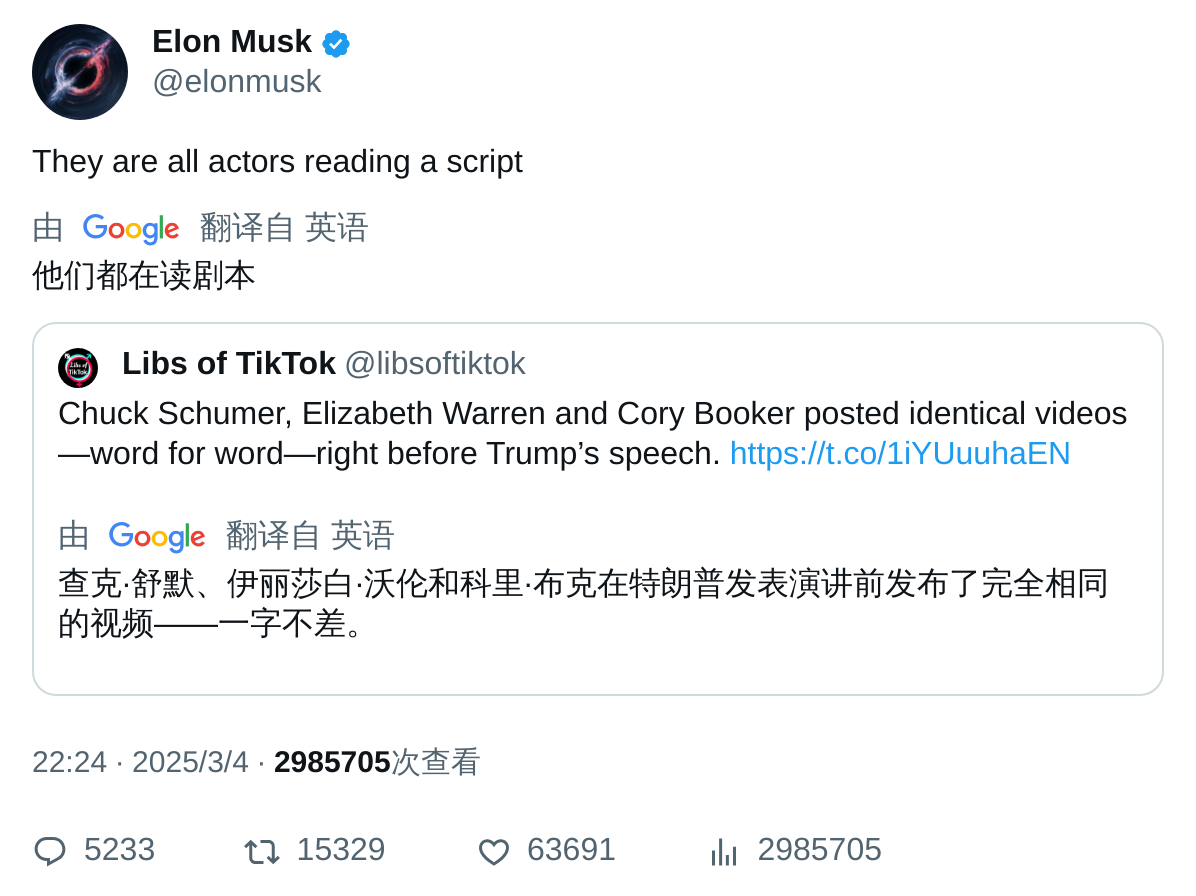 Elon Musk
@elonmusk
They are all actors reading a script
由 Google 翻译自 英语
他们都在读剧本
Libs of TikTok @libsoftiktok
Chuck Schumer, Elizabeth Warren and Cory Booker posted identical videos
—word for word—right before Trump’s speech. https://t.co/1iYUuuhaEN
由 Google 翻译自 英语
查克·舒默、伊丽莎白·沃伦和科里·布克在特朗普发表演讲前发布了完全相同
的视频——一字不差。
22:24 · 2025/3/4 · 2985705次查看
5233 15329 63691 2985705